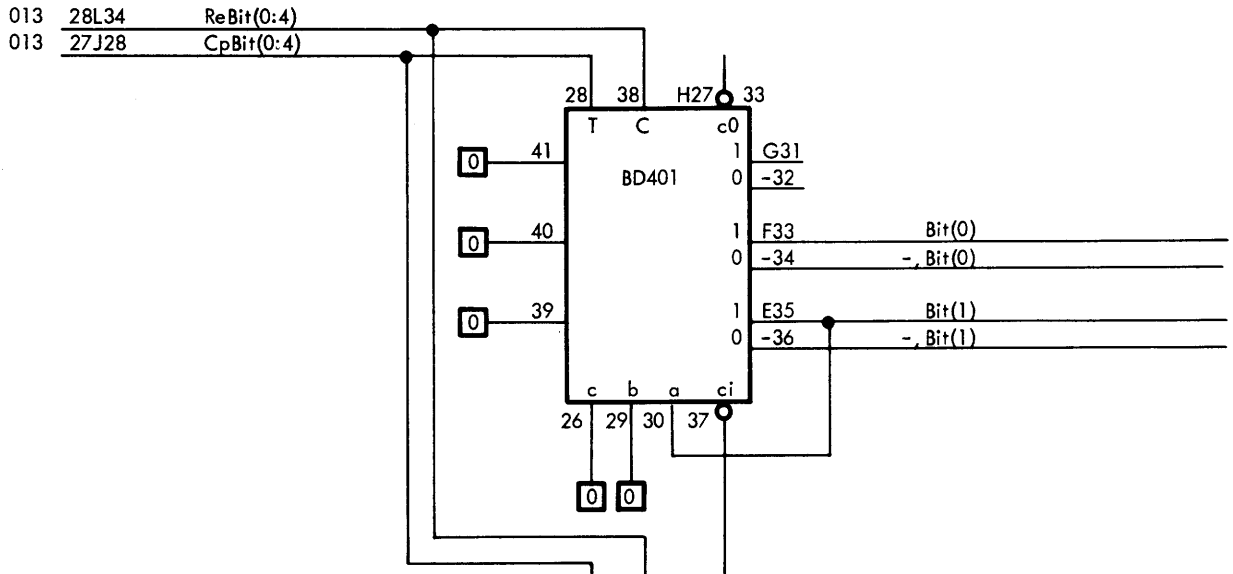 013 28L34 ReBit(0:4)
013 27J28 CpBit(0:4)
28 38 H27 33
T C c0
41 1 G31
0
BD401 0 -32
40 1 F33 Bit(0)
0
0 -34 -,Bit(0)
39 1 E35 Bit(1)
0
0 -36 -,Bit(1)
c b a ci
26 29 30 37
0 0